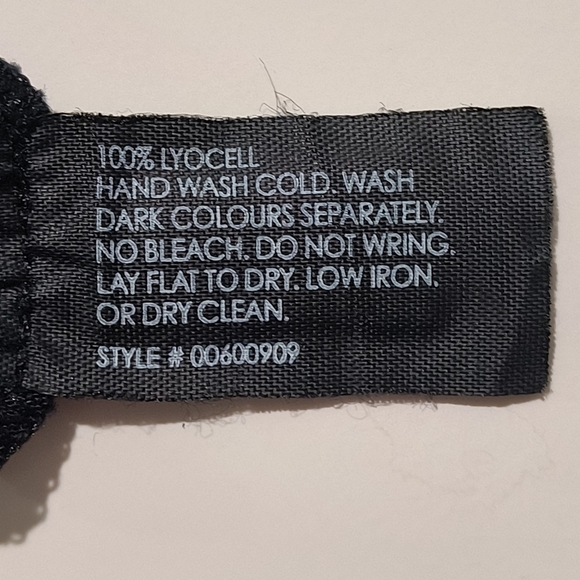 100% LYOCELL
HAND WASH COLD. WASH
DARK COLOURS SEPARATELY.
NO BLEACH. DO NOT WRING.
LAY FLAT TO DRY. LOW IRON.
OR DRY CLEAN.
STYLE # 00600909